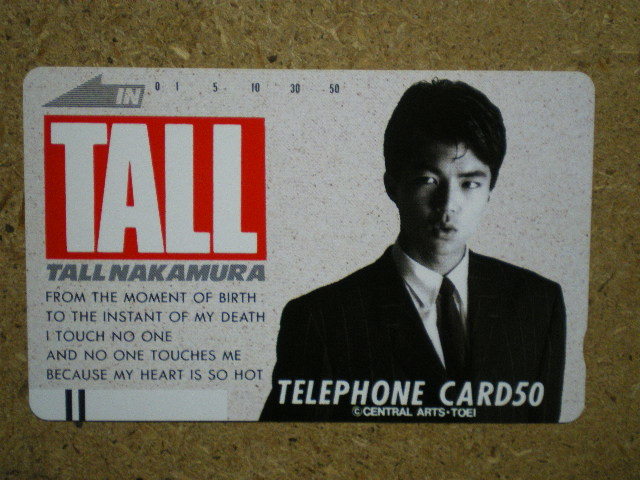 IN
0 1 5 10 30 50
TALL
TALL NAKAMURA
FROM THE MOMENT OF BIRTH
TO THE INSTANT OF MY DEATH
I TOUCH NO ONE
AND NO ONE TOUCHES ME
BECAUSE MY HEART IS SO HOT
TELEPHONE CARD50
©CENTRAL ARTS・TOEI